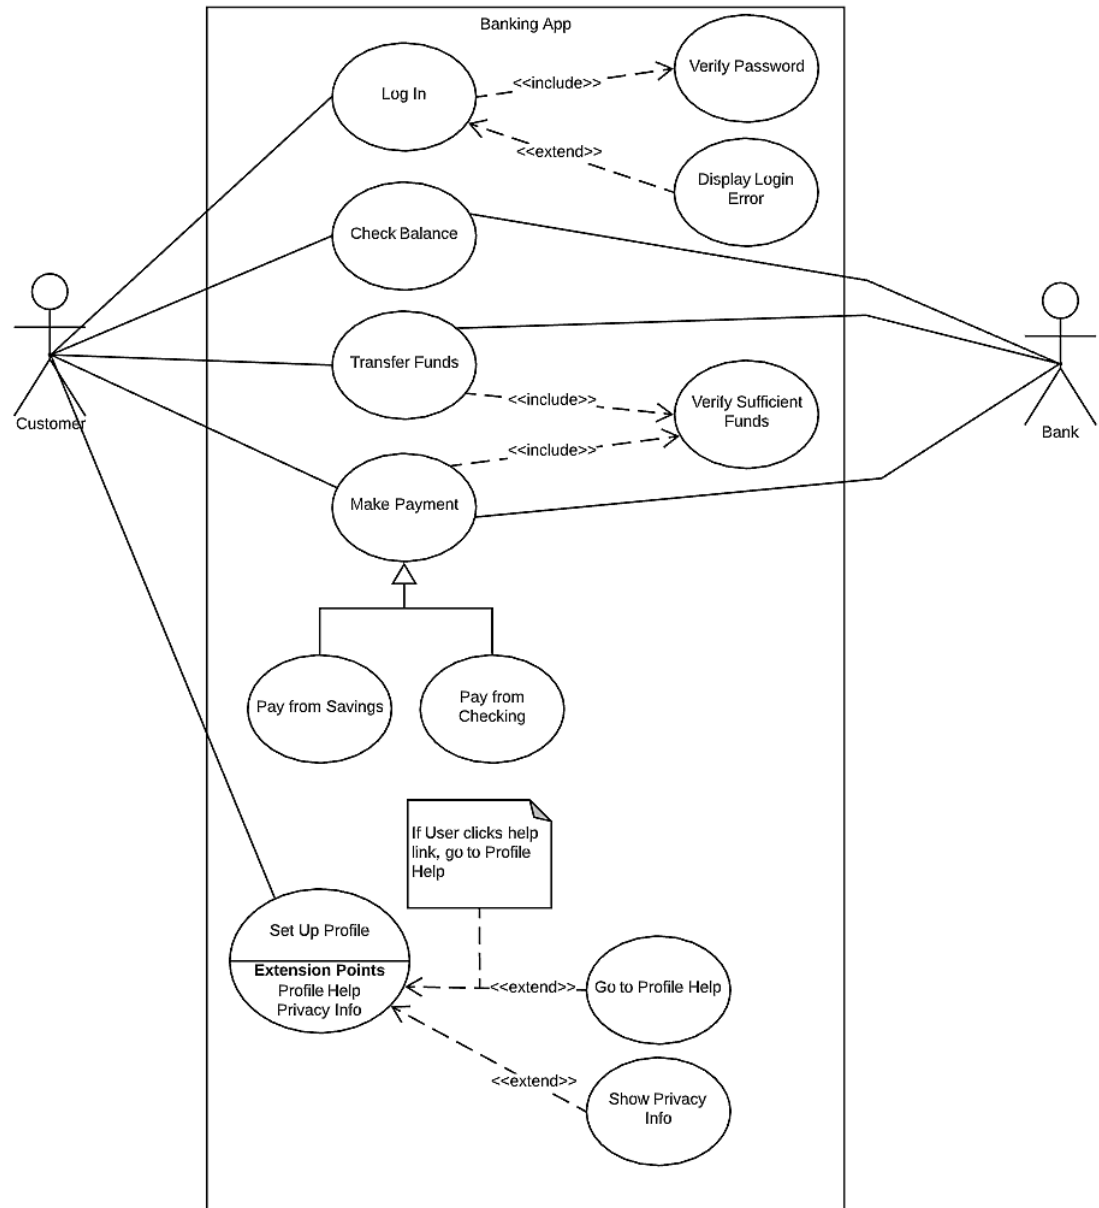 Banking App
Log In
<<include>>
Verify Password
<<extend>>
Display Login
Error
Check Balance
Transfer Funds
<<include>>
Verify Sufficient
Funds
<<include>>
Make Payment
Customer
Bank
Pay from Savings
Pay from
Checking
If User clicks help
link, go to Profile
Help
Set Up Profile
Extension Points
Profile Help
Privacy Info
<<extend>>
Go to Profile Help
<<extend>>
Show Privacy
Info